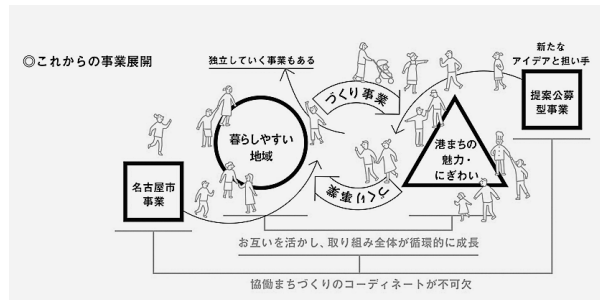 ◎これからの事業展開
独立していく事業もある
新たな
アイデアと担い手
提案公募
型事業
づくり事業
暮らしやすい
地域
港まちの
魅力・
にぎわい
名古屋市
事業
づくり事業
お互いを活かし、取り組み全体が循環的に成長
協働まちづくりのコーディネートが不可欠